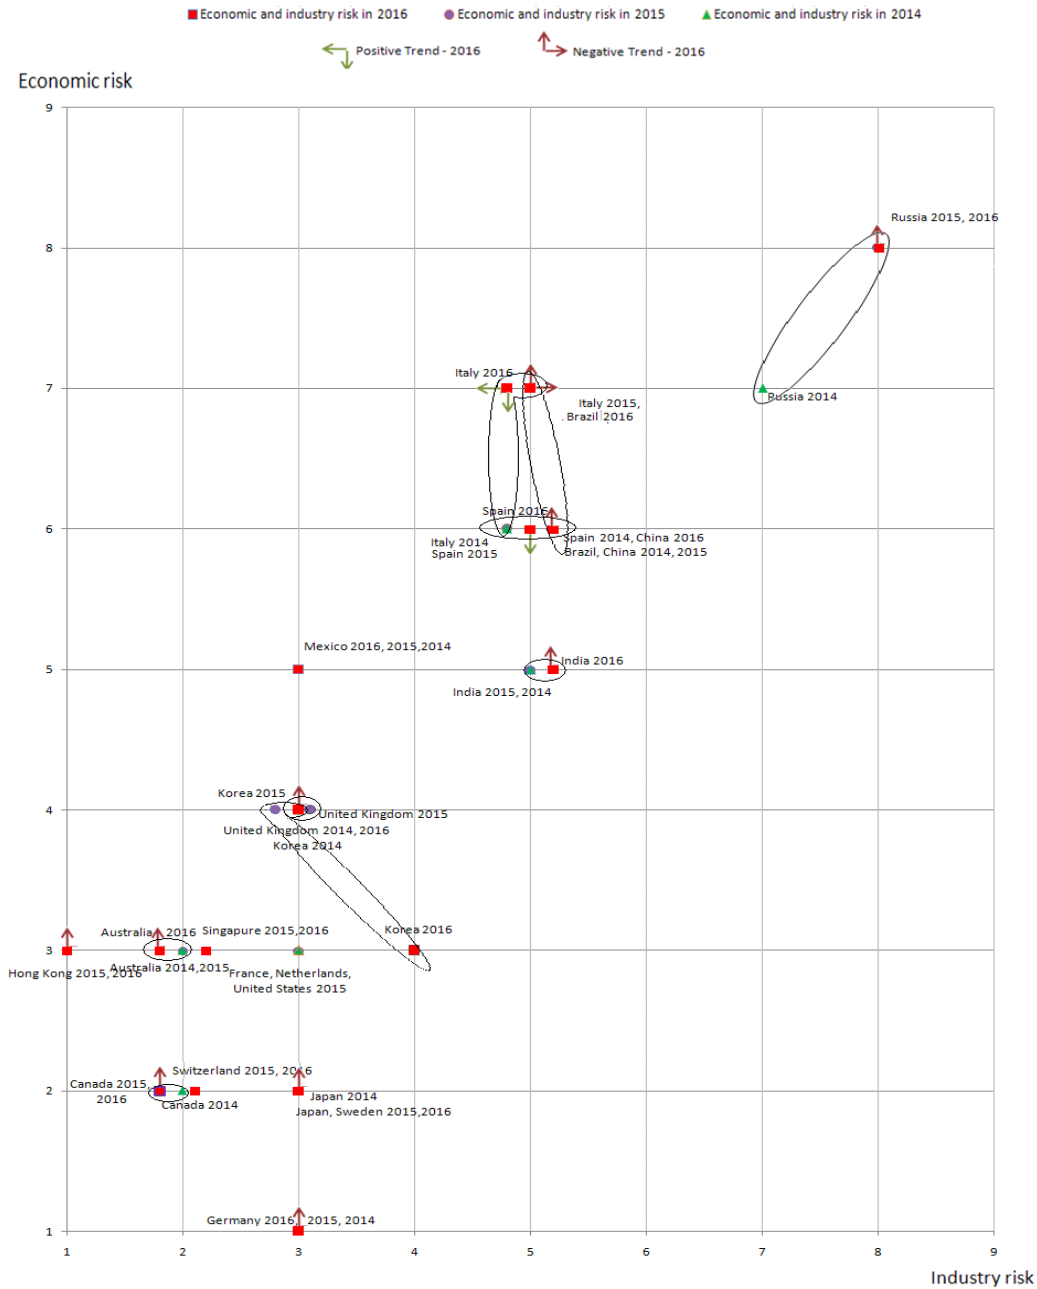 Economic and industry risk in 2016 Economic and industry risk in 2015 Economic and industry risk in 2014
Positive Trend - 2016 Negative Trend - 2016
Economic risk
9
Russia 2015, 2016
8
Italy 2016
7
Russia 2014
Italy 2015,
Brazil 2016
Spain 2016
6
Spain 2014, China 2016
Italy 2014
Brazil, China 2014, 2015
Spain 2015
Mexico 2016, 2015,2014
India 2016
5
India 2015, 2014
Korea 2015
4
United Kingdom 2015
United Kingdom 2014, 2016
Korea 2014
Korea 2016
Australia 2016
Singapure 2015,2016
3
Australia 2014,2015
Hong Kong 2015, 2016
France, Netherlands,
United States 2015
Switzerland 2015, 2016
Canada 2015,
2016
2
Japan 2014
Canada 2014
Japan, Sweden 2015,2016
Germany 2016, 2015, 2014
1
1 2 3 4 5 6 7 8 9
Industry risk